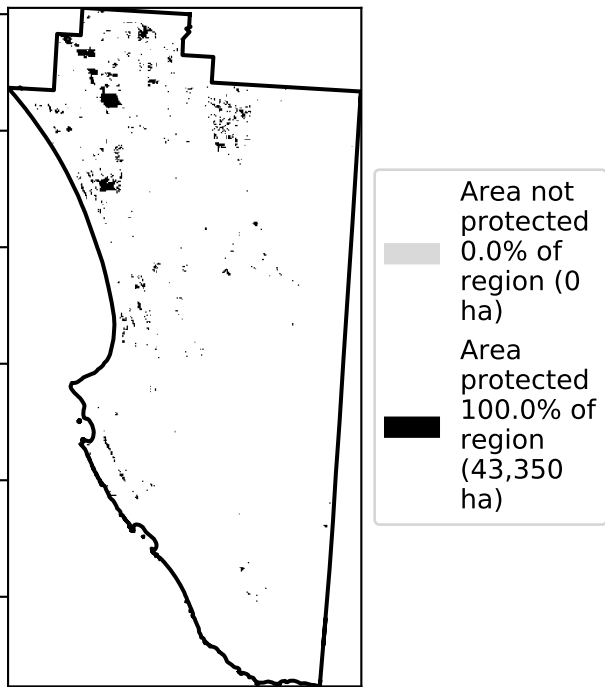 Area not
protected
0.0% of
region (0
ha)
Area
protected
100.0% of
region
(43,350
ha)